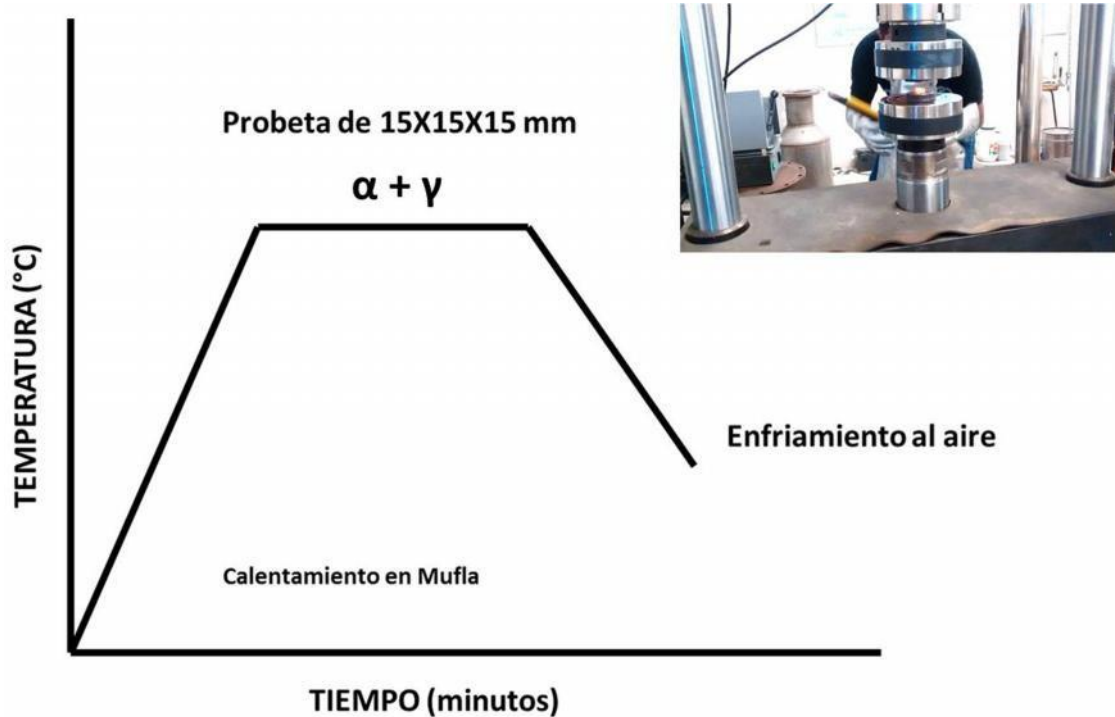 Probeta de 15X15X15 mm
α + γ
TEMPERATURA (°C)
Enfriamiento al aire
Calentamiento en Mufla
TIEMPO (minutos)